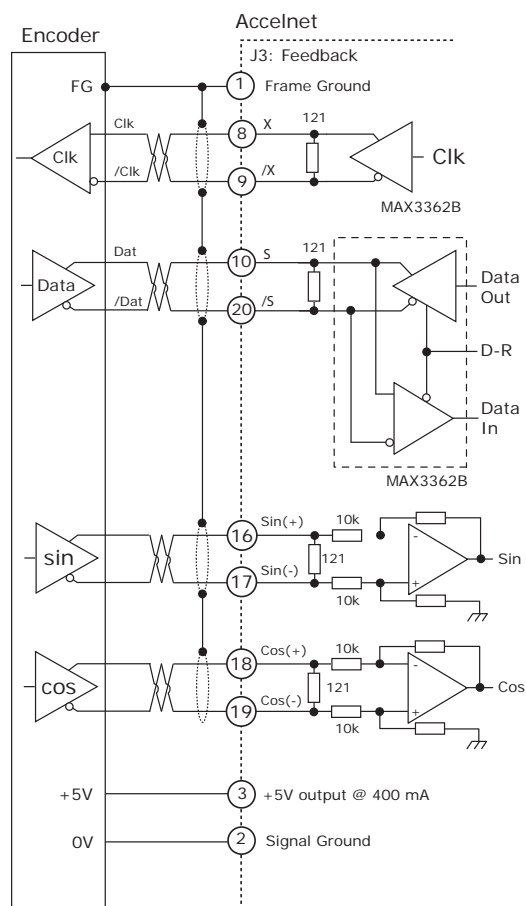 Accelnet
Encoder
J3: Feedback
FG
1
Frame Ground
Clk
Clk
/Clk
8
X
9
/X
121
Clk
MAX3362B
Data
Dat
/Dat
10
S
20
/S
121
Data
Out
D-R
Data
In
MAX3362B
sin
16
Sin(+)
17
Sin(-)
10k
121
10k
-
+
Sin
cos
18
Cos(+)
19
Cos(-)
10k
121
10k
-
+
Cos
+5V
3
+5V output @ 400 mA
0V
2
Signal Ground